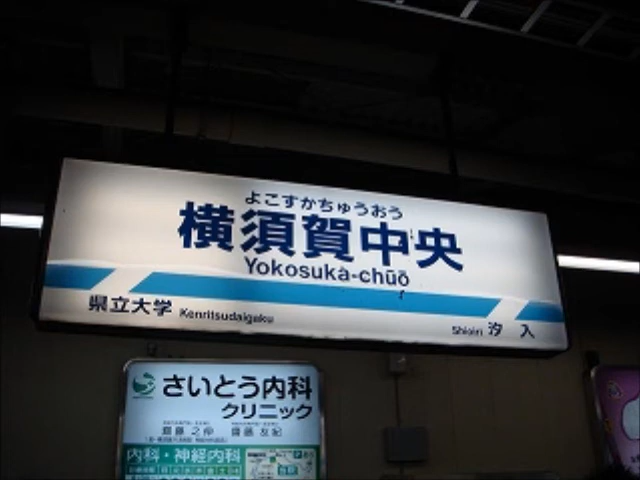 よこすかちゅうおう
横須賀中央
Yokosuka-chūō
県立大学 Kenritsudaigaku
Shioiri 汐入
さいとう内科
クリニック
内科・神経内科